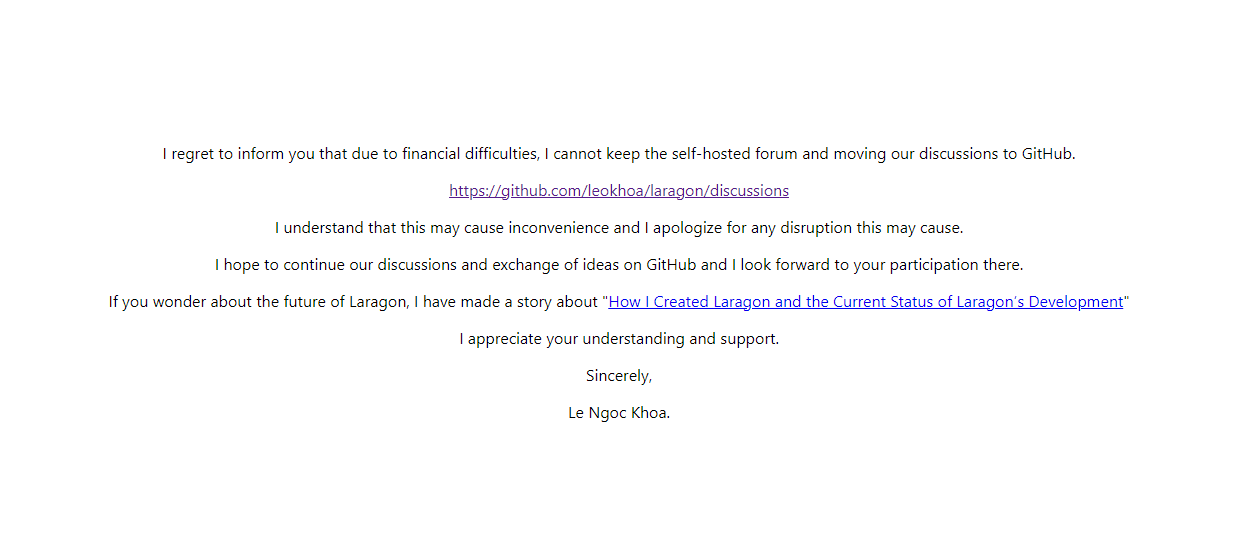 I regret to inform you that due to financial difficulties, I cannot keep the self-hosted forum and moving our discussions to GitHub.
https://github.com/leokhoa/laragon/discussions
I understand that this may cause inconvenience and I apologize for any disruption this may cause.
I hope to continue our discussions and exchange of ideas on GitHub and I look forward to your participation there.
If you wonder about the future of Laragon, I have made a story about "How I Created Laragon and the Current Status of Laragon’s Development"
I appreciate your understanding and support.
Sincerely,
Le Ngoc Khoa.